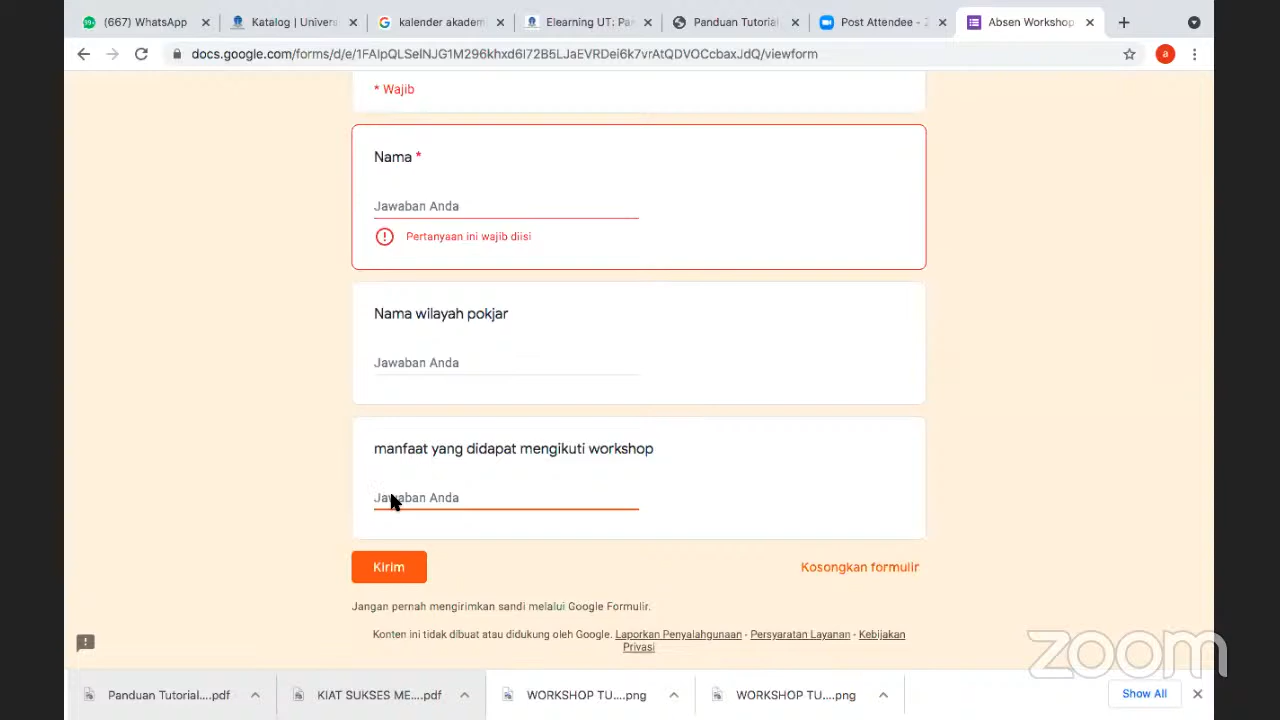 (667) WhatsApp
Katalog | Univers
kalender akadem
Elearning UT: Pa
Panduan Tutorial
Post Attendee -
Absen Workshop
docs.google.com/forms/d/e/1FAIpQLSelNJG1M296khxd6I72B5LJaEVRDei6k7vrAtQDVOCcbaxJdQ/viewform
a
* Wajib
Nama *
Jawaban Anda
Pertanyaan ini wajib diisi
Nama wilayah pokjar
Jawaban Anda
manfaat yang didapat mengikuti workshop
Jawaban Anda
Kirim
Kosongkan formulir
Jangan pernah mengirimkan sandi melalui Google Formulir.
Konten ini tidak dibuat atau didukung oleh Google. Laporkan Penyalahgunaan - Persyaratan Layanan - Kebijakan
Privasi
zoom
Panduan Tutorial....pdf
KIAT SUKSES ME....pdf
WORKSHOP TU....png
WORKSHOP TU....png
Show All